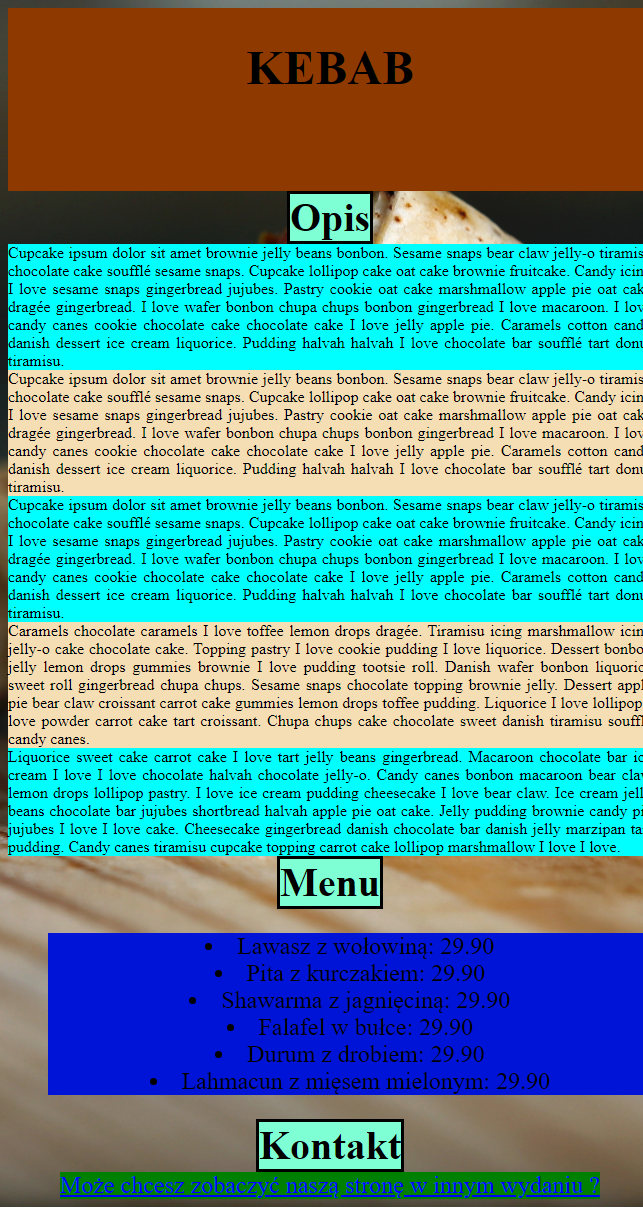 KEBAB
Opis
Cupcake ipsum dolor sit amet brownie jelly beans bonbon. Sesame snaps bear claw jelly-o tiramis
chocolate cake soufflé sesame snaps. Cupcake lollipop cake oat cake brownie fruitcake. Candy icin
I love sesame snaps gingerbread jujubes. Pastry cookie oat cake marshmallow apple pie oat cak
dragée gingerbread. I love wafer bonbon chupa chups bonbon gingerbread I love macaroon. I lov
candy canes cookie chocolate cake chocolate cake I love jelly apple pie. Caramels cotton cand
danish dessert ice cream liquorice. Pudding halvah halvah I love chocolate bar soufflé tart donu
tiramisu.
Cupcake ipsum dolor sit amet brownie jelly beans bonbon. Sesame snaps bear claw jelly-o tiramis
chocolate cake soufflé sesame snaps. Cupcake lollipop cake oat cake brownie fruitcake. Candy icin
I love sesame snaps gingerbread jujubes. Pastry cookie oat cake marshmallow apple pie oat cak
dragée gingerbread. I love wafer bonbon chupa chups bonbon gingerbread I love macaroon. I lov
candy canes cookie chocolate cake chocolate cake I love jelly apple pie. Caramels cotton cand
danish dessert ice cream liquorice. Pudding halvah halvah I love chocolate bar soufflé tart donu
tiramisu.
Cupcake ipsum dolor sit amet brownie jelly beans bonbon. Sesame snaps bear claw jelly-o tiramis
chocolate cake soufflé sesame snaps. Cupcake lollipop cake oat cake brownie fruitcake. Candy icin
I love sesame snaps gingerbread jujubes. Pastry cookie oat cake marshmallow apple pie oat cak
dragée gingerbread. I love wafer bonbon chupa chups bonbon gingerbread I love macaroon. I lov
candy canes cookie chocolate cake chocolate cake I love jelly apple pie. Caramels cotton cand
danish dessert ice cream liquorice. Pudding halvah halvah I love chocolate bar soufflé tart donu
tiramisu.
Caramels chocolate caramels I love toffee lemon drops dragée. Tiramisu icing marshmallow icin
jelly-o cake chocolate cake. Topping pastry I love cookie pudding I love liquorice. Dessert bonbo
jelly lemon drops gummies brownie I love pudding tootsie roll. Danish wafer bonbon liquoric
sweet roll gingerbread chupa chups. Sesame snaps chocolate topping brownie jelly. Dessert appl
pie bear claw croissant carrot cake gummies lemon drops toffee pudding. Liquorice I love lollipop
love powder carrot cake tart croissant. Chupa chups cake chocolate sweet danish tiramisu souffl
candy canes.
Liquorice sweet cake carrot cake I love tart jelly beans gingerbread. Macaroon chocolate bar ic
cream I love I love chocolate halvah chocolate jelly-o. Candy canes bonbon macaroon bear cla
lemon drops lollipop pastry. I love ice cream pudding cheesecake I love bear claw. Ice cream jell
beans chocolate bar jujubes shortbread halvah apple pie oat cake. Jelly pudding brownie candy pi
jujubes I love I love cake. Cheesecake gingerbread danish chocolate bar danish jelly marzipan ta
pudding. Candy canes tiramisu cupcake topping carrot cake lollipop marshmallow I love I love.
Menu
• Lawasz z wołowiną: 29.90
• Pita z kurczakiem: 29.90
• Shawarma z jagnięciną: 29.90
• Falafel w bułce: 29.90
• Durum z drobiem: 29.90
• Lahmacun z mięsem mielonym: 29.90
Kontakt
Może chcesz zobaczyć naszą stronę w innym wydaniu ?